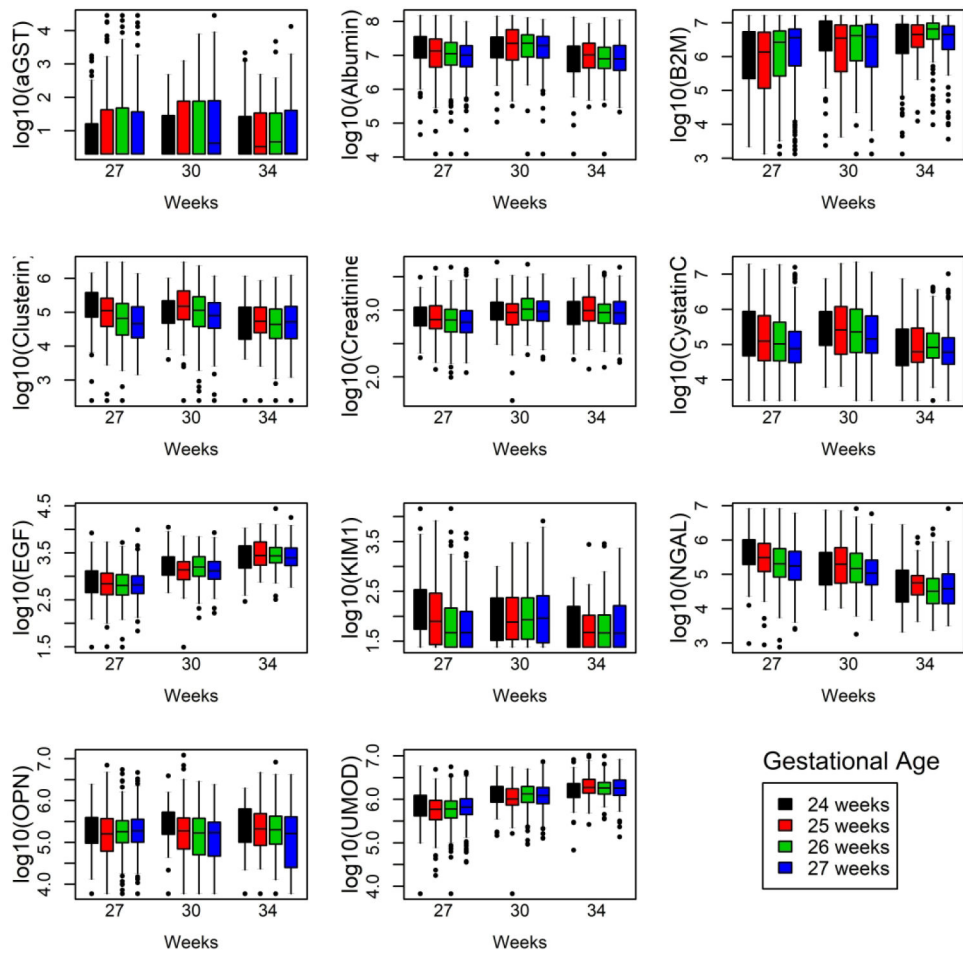 log10(aGST)
4
3
2
1
27 30 34
Weeks
log10(Albumin)
8
7
6
5
4
27 30 34
Weeks
log10(B2M)
6
5
4
3
27 30 34
Weeks
log10(Clusterin)
6
5
4
3
27 30 34
Weeks
log10(Creatinine
3.0
2.0
27 30 34
Weeks
log10(CystatinC
7
6
5
4
27 30 34
Weeks
log10(EGF)
4.5
3.5
2.5
1.5
27 30 34
Weeks
log10(KIM1)
3.5
2.5
1.5
27 30 34
Weeks
log10(NGAL)
7
6
5
4
3
27 30 34
Weeks
log10(OPN)
7.0
6.0
5.0
4.0
27 30 34
Weeks
log10(UMOD)
7.0
6.0
5.0
4.0
27 30 34
Weeks
Gestational Age
24 weeks
25 weeks
26 weeks
27 weeks